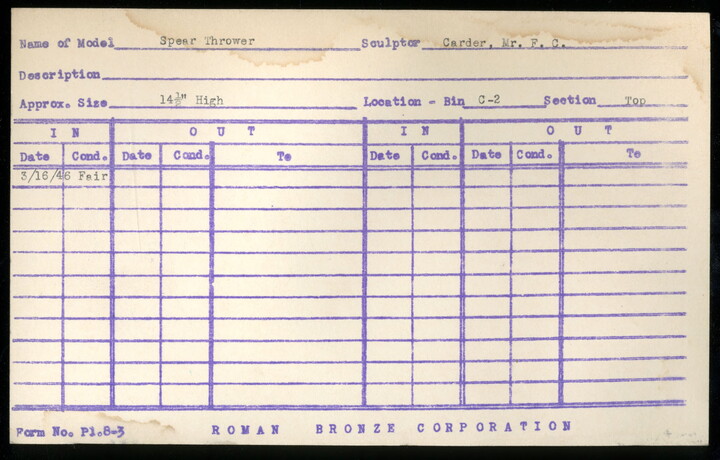 Name of Model Spear Thrower Sculptor Carder, Mr. F. C.
Description
Approx. Size 14½" High Location - Bin C-2 Section Top
IN OUT IN OUT
Date Cond. Date Cond. To Date Cond. Date Cond. To
3/16/46 Fair
Form No. P1.8-3 ROMAN BRONZE CORPORATION